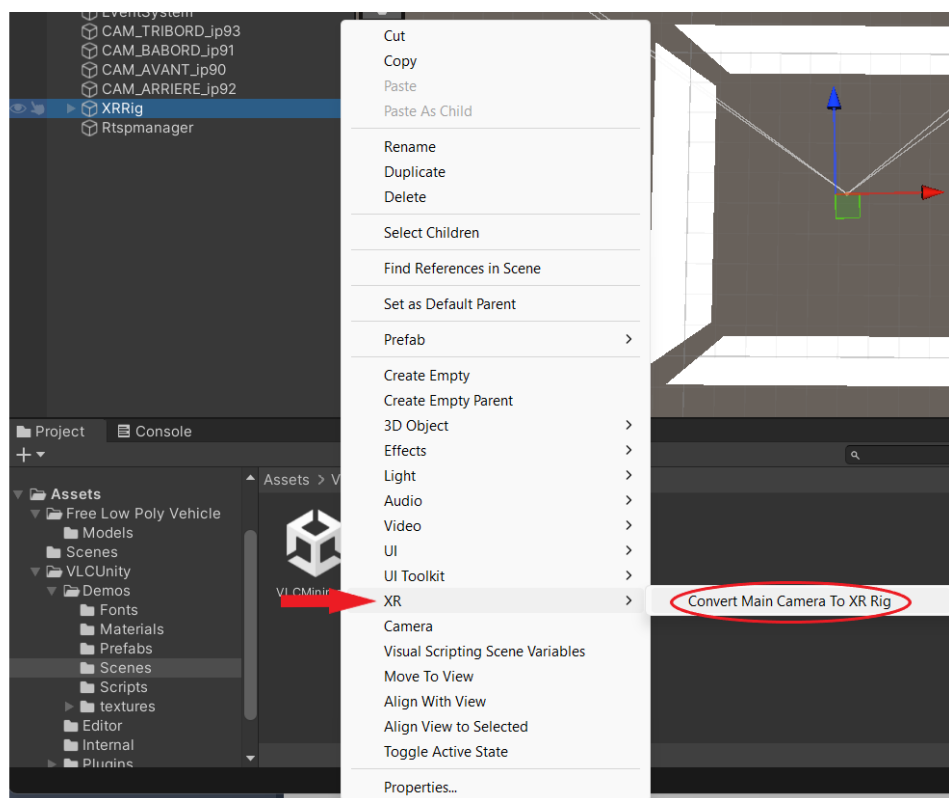 EventSystem
CAM_TRIBORD_ip93
CAM_BABORD_ip91
CAM_AVANT_ip90
CAM_ARRIERE_ip92
XRRig
Rtspmanager
Cut
Copy
Paste
Paste As Child
Rename
Duplicate
Delete
Select Children
Find References in Scene
Set as Default Parent
Prefab
Create Empty
Create Empty Parent
3D Object
Effects
Light
Audio
Video
UI
UI Toolkit
XR
Convert Main Camera To XR Rig
Camera
Visual Scripting Scene Variables
Move To View
Align With View
Align View to Selected
Toggle Active State
Properties...
Project
Console
Assets > V
Assets
Free Low Poly Vehicle
Models
Scenes
VLCUnity
Demos
Fonts
Materials
Prefabs
Scenes
Scripts
textures
Editor
Internal
Plugins